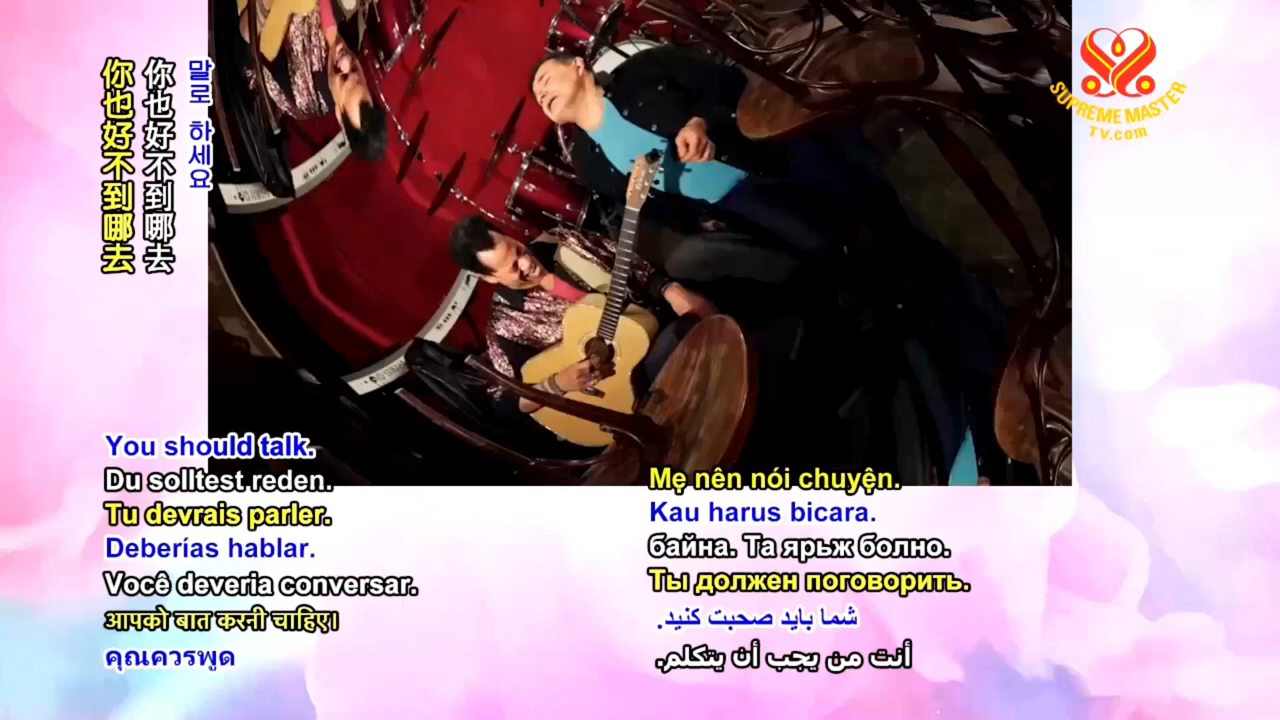 你也好不到哪去
你也好不到哪去
말로 하세요
SUPREME MASTER
TV.com
You should talk.
Du solltest reden.
Tu devrais parler.
Deberías hablar.
Você deveria conversar.
आपको बात करनी चाहिए।
คุณควรพูด
Mẹ nên nói chuyện.
Kau harus bicara.
байна. Та ярьж болно.
Ты должен поговорить.
شما باید صحبت کنید.
أنت من يجب أن يتكلم.